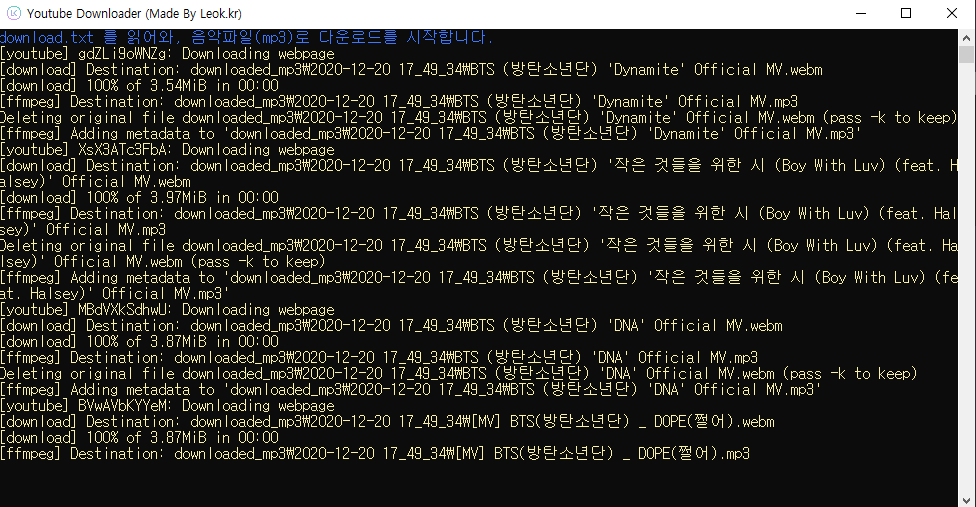 Youtube Downloader (Made By Leok.kr)
download.txt 를 읽어와, 음악파일(mp3)로 다운로드를 시작합니다.
[youtube] gdZLi9oWNZg: Downloading webpage
[download] Destination: downloaded_mp3₩2020-12-20 17_49_34₩BTS (방탄소년단) 'Dynamite' Official MV.webm
[download] 100% of 3.54MiB in 00:00
[ffmpeg] Destination: downloaded_mp3₩2020-12-20 17_49_34₩BTS (방탄소년단) 'Dynamite' Official MV.mp3
Deleting original file downloaded_mp3₩2020-12-20 17_49_34₩BTS (방탄소년단) 'Dynamite' Official MV.webm (pass -k to keep)
[ffmpeg] Adding metadata to 'downloaded_mp3₩2020-12-20 17_49_34₩BTS (방탄소년단) 'Dynamite' Official MV.mp3'
[youtube] XsX3ATc3FbA: Downloading webpage
[download] Destination: downloaded_mp3₩2020-12-20 17_49_34₩BTS (방탄소년단) '작은 것들을 위한 시 (Boy With Luv) (feat. H
alsey)' Official MV.webm
[download] 100% of 3.97MiB in 00:00
[ffmpeg] Destination: downloaded_mp3₩2020-12-20 17_49_34₩BTS (방탄소년단) '작은 것들을 위한 시 (Boy With Luv) (feat. Hal
sey)' Official MV.mp3
Deleting original file downloaded_mp3₩2020-12-20 17_49_34₩BTS (방탄소년단) '작은 것들을 위한 시 (Boy With Luv) (feat. Ha
lsey)' Official MV.webm (pass -k to keep)
[ffmpeg] Adding metadata to 'downloaded_mp3₩2020-12-20 17_49_34₩BTS (방탄소년단) '작은 것들을 위한 시 (Boy With Luv) (fe
at. Halsey)' Official MV.mp3'
[youtube] MBdVXkSdhwU: Downloading webpage
[download] Destination: downloaded_mp3₩2020-12-20 17_49_34₩BTS (방탄소년단) 'DNA' Official MV.webm
[download] 100% of 3.87MiB in 00:00
[ffmpeg] Destination: downloaded_mp3₩2020-12-20 17_49_34₩BTS (방탄소년단) 'DNA' Official MV.mp3
Deleting original file downloaded_mp3₩2020-12-20 17_49_34₩BTS (방탄소년단) 'DNA' Official MV.webm (pass -k to keep)
[ffmpeg] Adding metadata to 'downloaded_mp3₩2020-12-20 17_49_34₩BTS (방탄소년단) 'DNA' Official MV.mp3'
[youtube] BVwAVbKYYeM: Downloading webpage
[download] Destination: downloaded_mp3₩2020-12-20 17_49_34₩[MV] BTS(방탄소년단) _ DOPE(쩔어).webm
[download] 100% of 3.87MiB in 00:00
[ffmpeg] Destination: downloaded_mp3₩2020-12-20 17_49_34₩[MV] BTS(방탄소년단) _ DOPE(쩔어).mp3